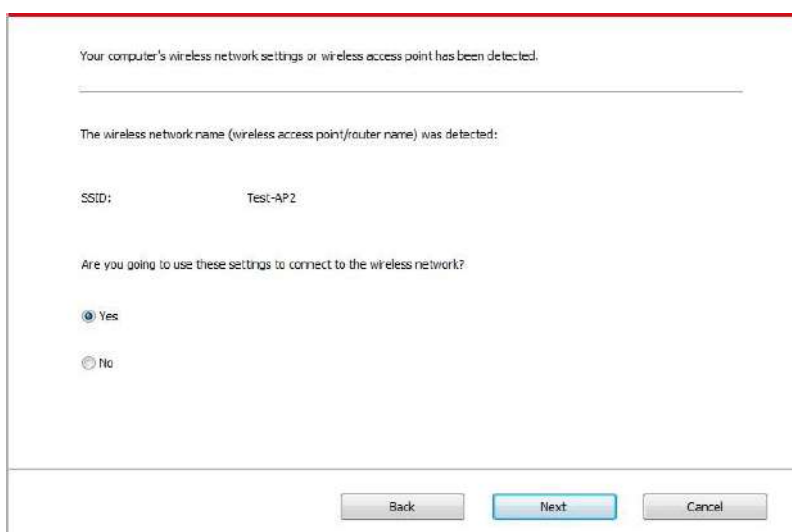 Your computer's wireless network settings or wireless access point has been detected.
The wireless network name (wireless access point/router name) was detected:
SSID: Test-AP2
Are you going to use these settings to connect to the wireless network?
Yes
No
Back Next Cancel